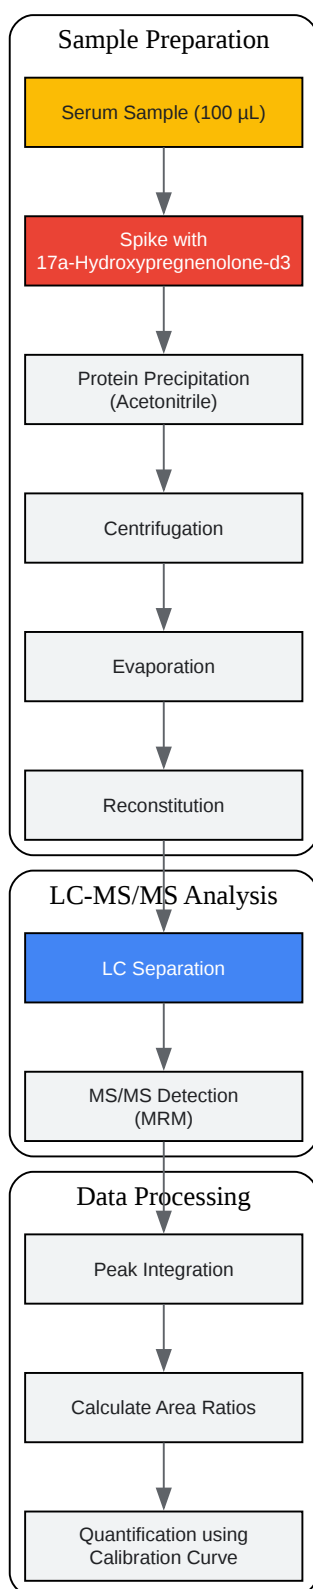 Sample Preparation
Serum Sample (100 µL)
Spike with
17a-Hydroxypregnenolone-d3
Protein Precipitation
(Acetonitrile)
Centrifugation
Evaporation
Reconstitution
LC-MS/MS Analysis
LC Separation
MS/MS Detection
(MRM)
Data Processing
Peak Integration
Calculate Area Ratios
Quantification using
Calibration Curve